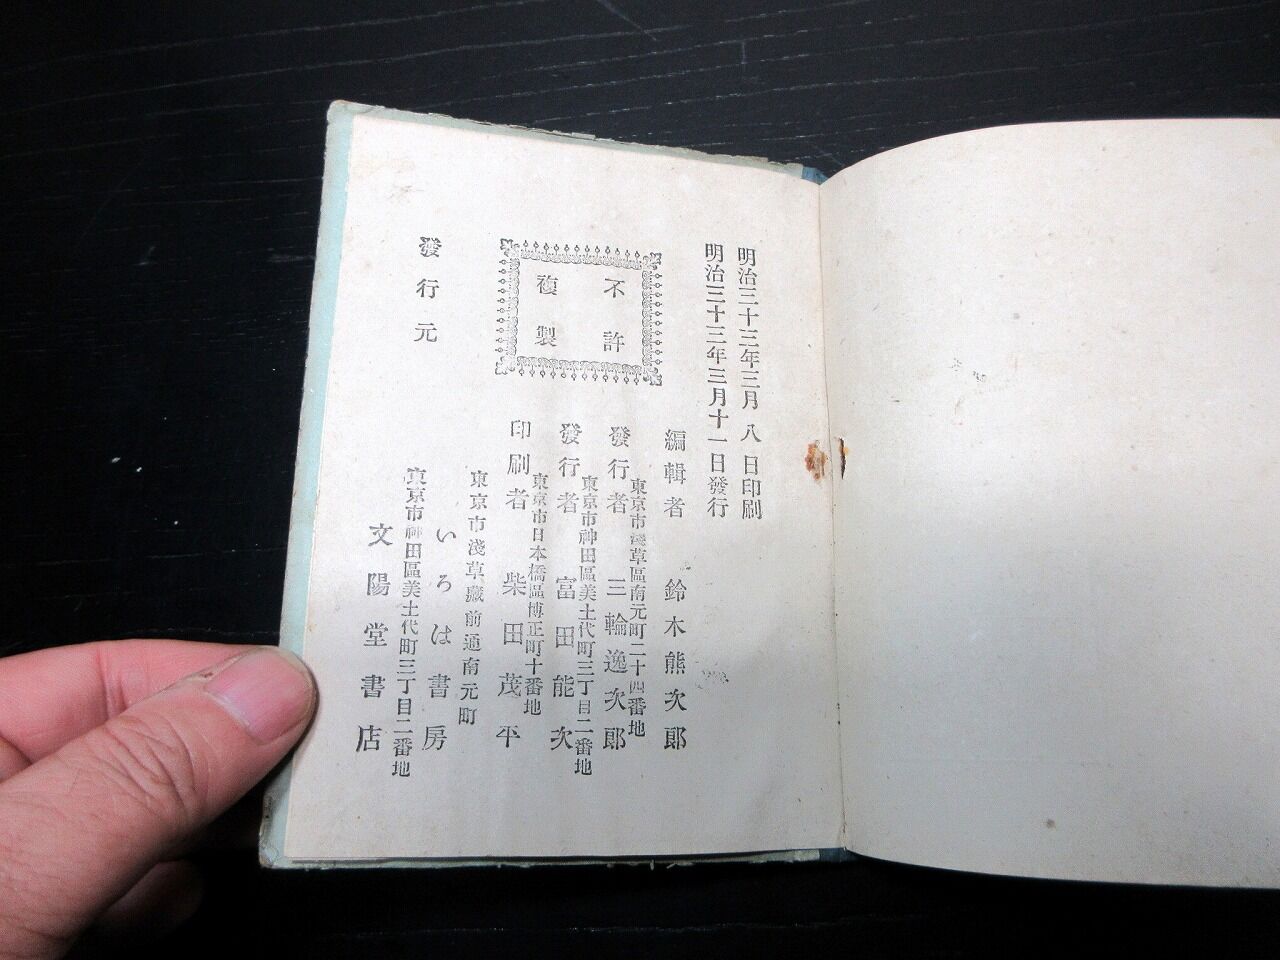 明治三十三年三月八日印刷
明治三十三年三月十一日發行
不許
複製
編輯者 鈴木熊次郎
東京市淺草區南元町二十四番地
發行者 三輪逸次郎
東京市神田區美土代町三丁目二番地
發行者 富田能次
東京市日本橋區博正町十番地
印刷者 柴田茂平
發行元
東京市淺草藏前通南元町
いろは書房
東京市神田區美土代町三丁目二番地
文陽堂書店